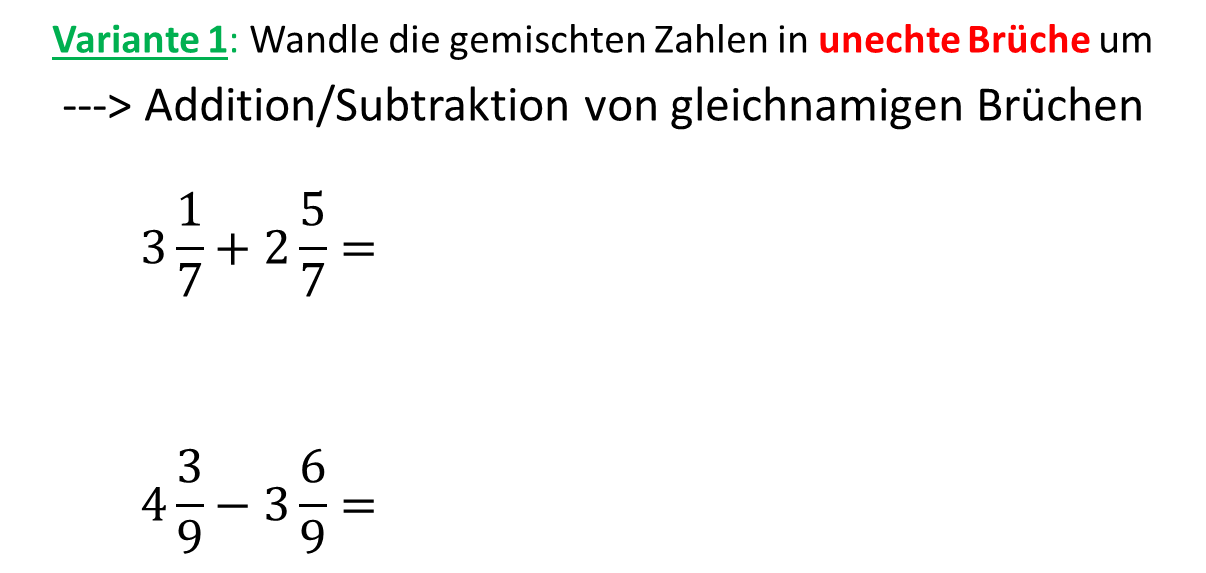 Variante 1: Wandle die gemischten Zahlen in unechte Brüche um
---> Addition/Subtraktion von gleichnamigen Brüchen
3 1/7 + 2 5/7 =
4 3/9 − 3 6/9 =